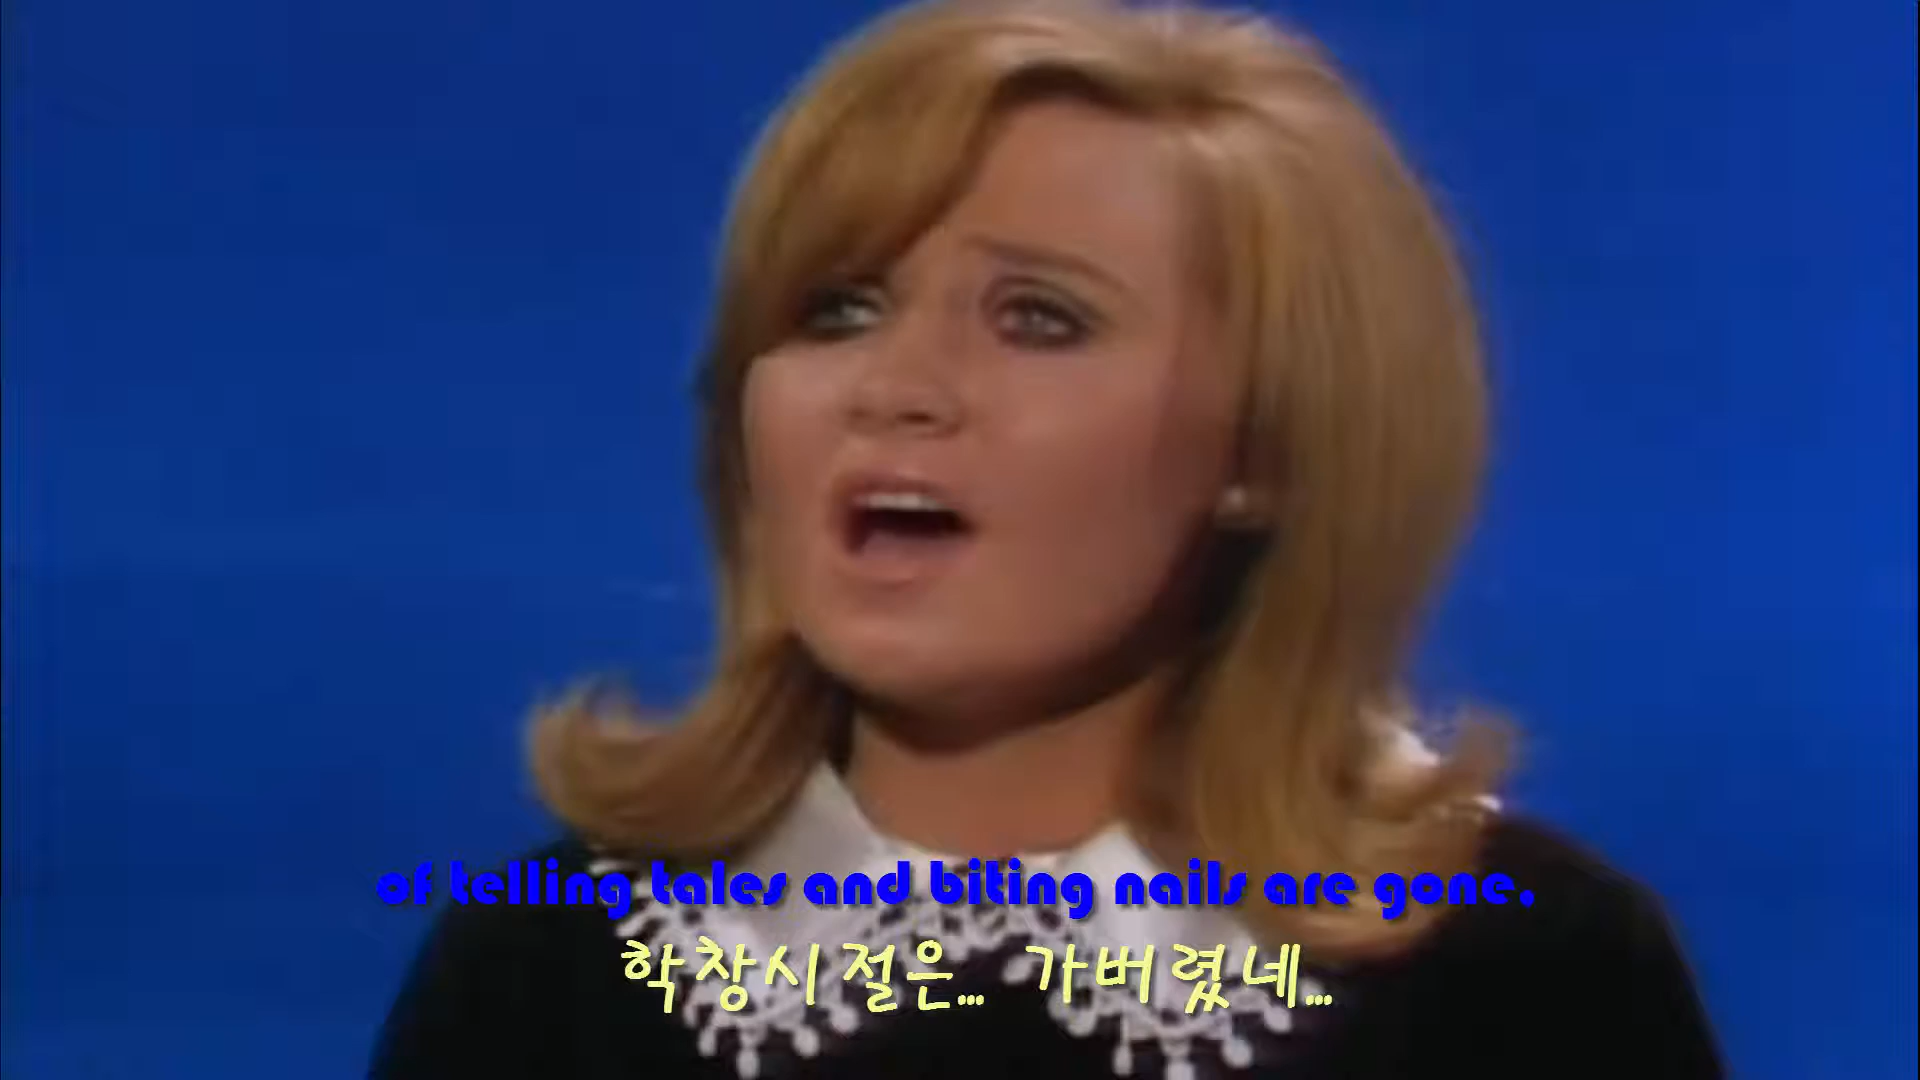 of telling tales and biting nails are gone,
학창시절은... 가버렸네...